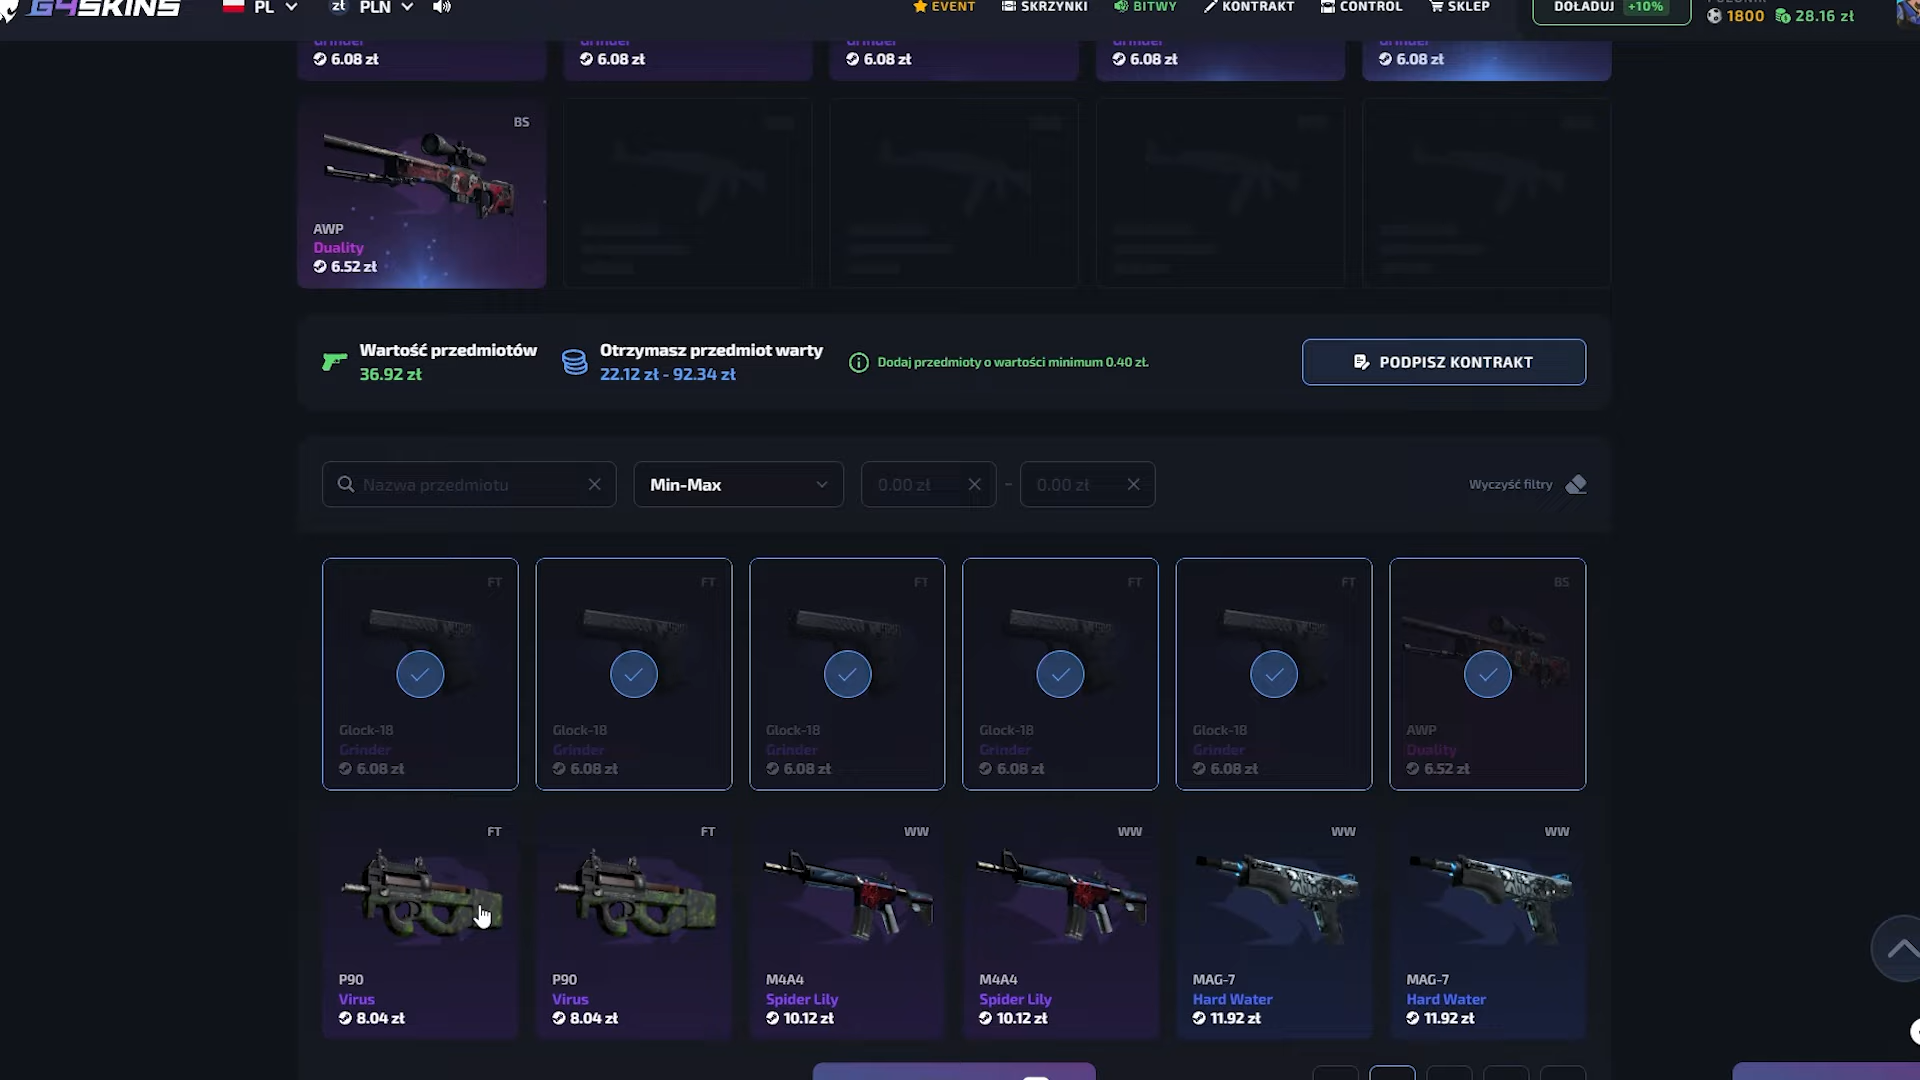 G4SKINS
PL
zł PLN
EVENT
SKRZYNKI
BITWY
KONTRAKT
CONTROL
SKLEP
DOŁADUJ +10%
1800 28.16 zł
Grinder
6.08 zł
Grinder
6.08 zł
Grinder
6.08 zł
Grinder
6.08 zł
Grinder
6.08 zł
BS
AWP
Duality
6.52 zł
Wartość przedmiotów
36.92 zł
Otrzymasz przedmiot warty
22.12 zł - 92.34 zł
Dodaj przedmioty o wartości minimum 0.40 zł.
PODPISZ KONTRAKT
Nazwa przedmiotu
Min-Max
0.00 zł - 0.00 zł
Wyczyść filtry
FT
Glock-18
Grinder
6.08 zł
FT
Glock-18
Grinder
6.08 zł
FT
Glock-18
Grinder
6.08 zł
FT
Glock-18
Grinder
6.08 zł
FT
Glock-18
Grinder
6.08 zł
BS
AWP
Duality
6.52 zł
FT
P90
Virus
8.04 zł
FT
P90
Virus
8.04 zł
WW
M4A4
Spider Lily
10.12 zł
WW
M4A4
Spider Lily
10.12 zł
WW
MAG-7
Hard Water
11.92 zł
WW
MAG-7
Hard Water
11.92 zł